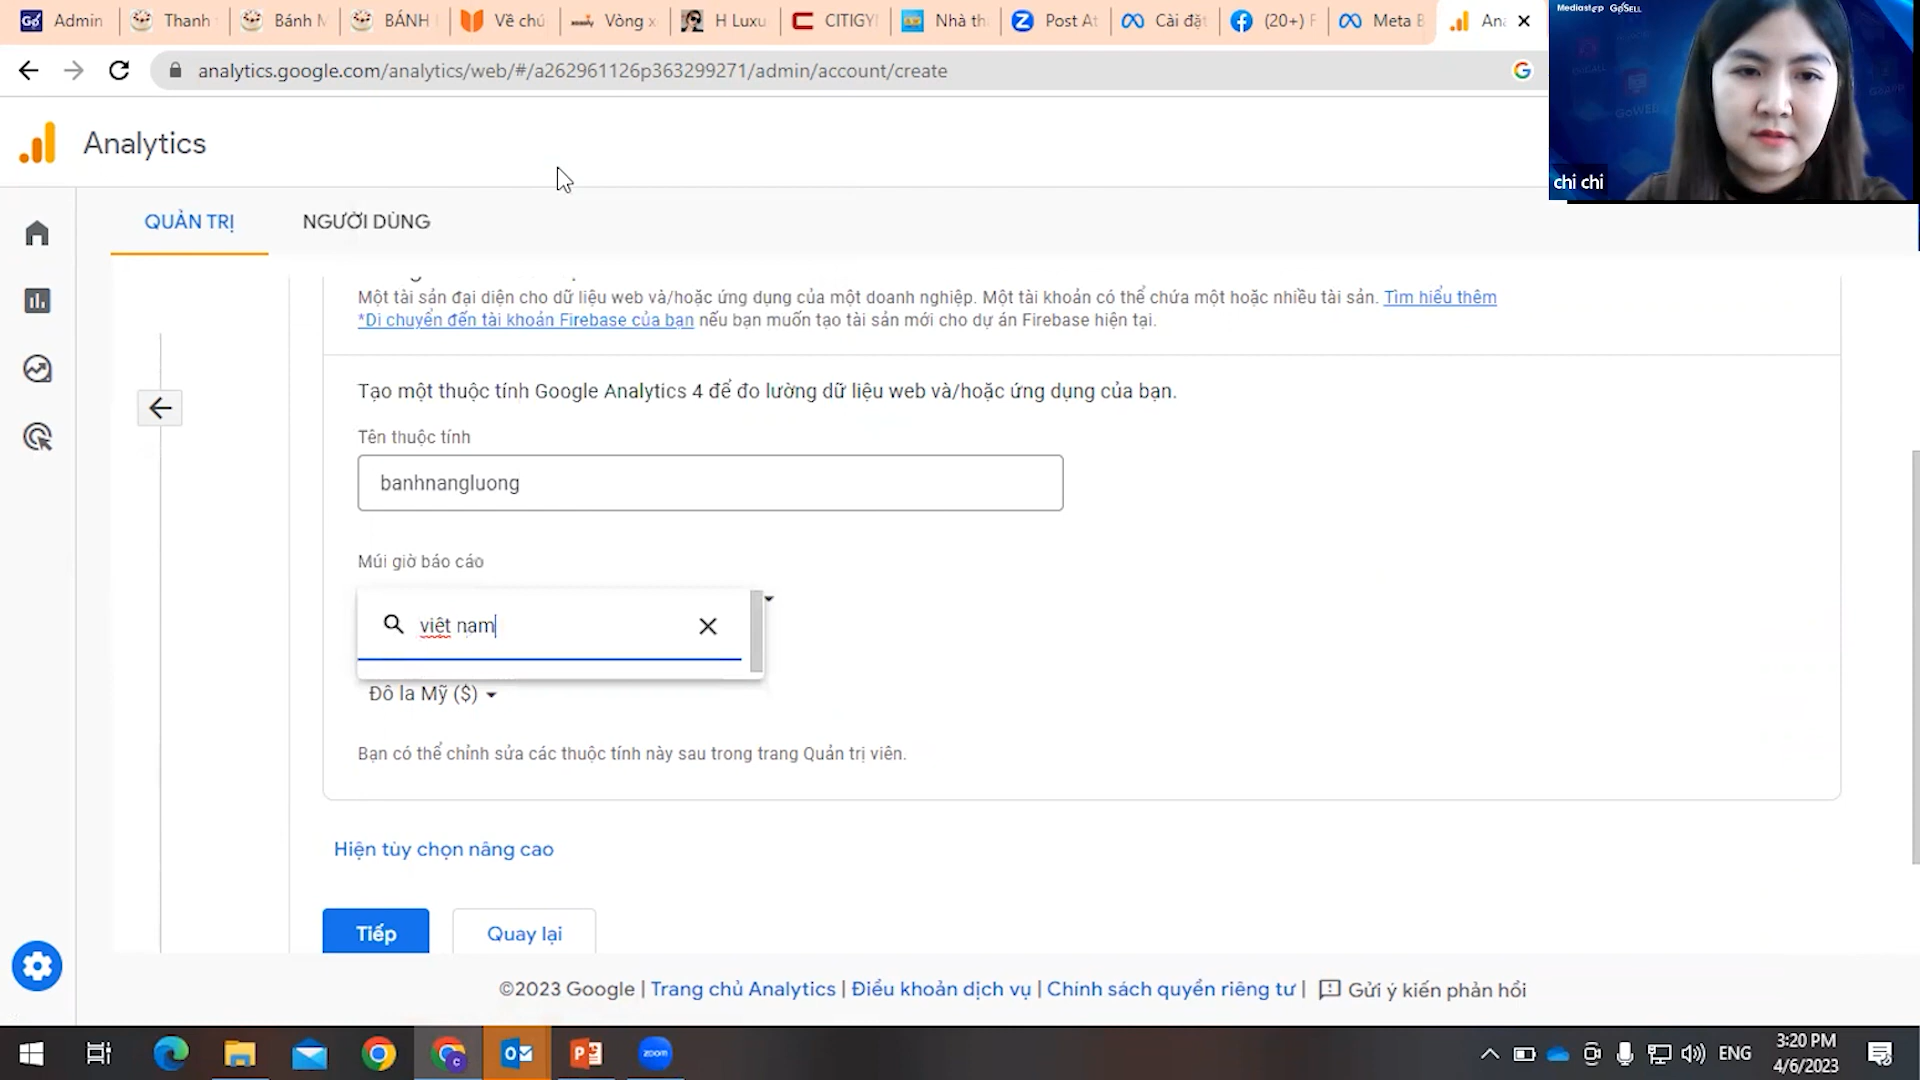 Admin
Thanh
Bánh M
BÁNH
Về chú
Vòng x
H Luxu
CITIGY
Nhà th
Post At
Cài đặt
(20+) F
Meta B
Ana
Mediastep GoSELL
analytics.google.com/analytics/web/#/a262961126p363299271/admin/account/create
chi chi
Analytics
QUẢN TRỊ
NGƯỜI DÙNG
Một tài sản đại diện cho dữ liệu web và/hoặc ứng dụng của một doanh nghiệp. Một tài khoản có thể chứa một hoặc nhiều tài sản. Tìm hiểu thêm
*Di chuyển đến tài khoản Firebase của bạn nếu bạn muốn tạo tài sản mới cho dự án Firebase hiện tại.
Tạo một thuộc tính Google Analytics 4 để đo lường dữ liệu web và/hoặc ứng dụng của bạn.
Tên thuộc tính
banhnangluong
Múi giờ báo cáo
việt nam
Đô la Mỹ ($)
Bạn có thể chỉnh sửa các thuộc tính này sau trong trang Quản trị viên.
Hiện tùy chọn nâng cao
Tiếp
Quay lại
©2023 Google | Trang chủ Analytics | Điều khoản dịch vụ | Chính sách quyền riêng tư | Gửi ý kiến phản hồi
zoom
ENG
3:20 PM
4/6/2023